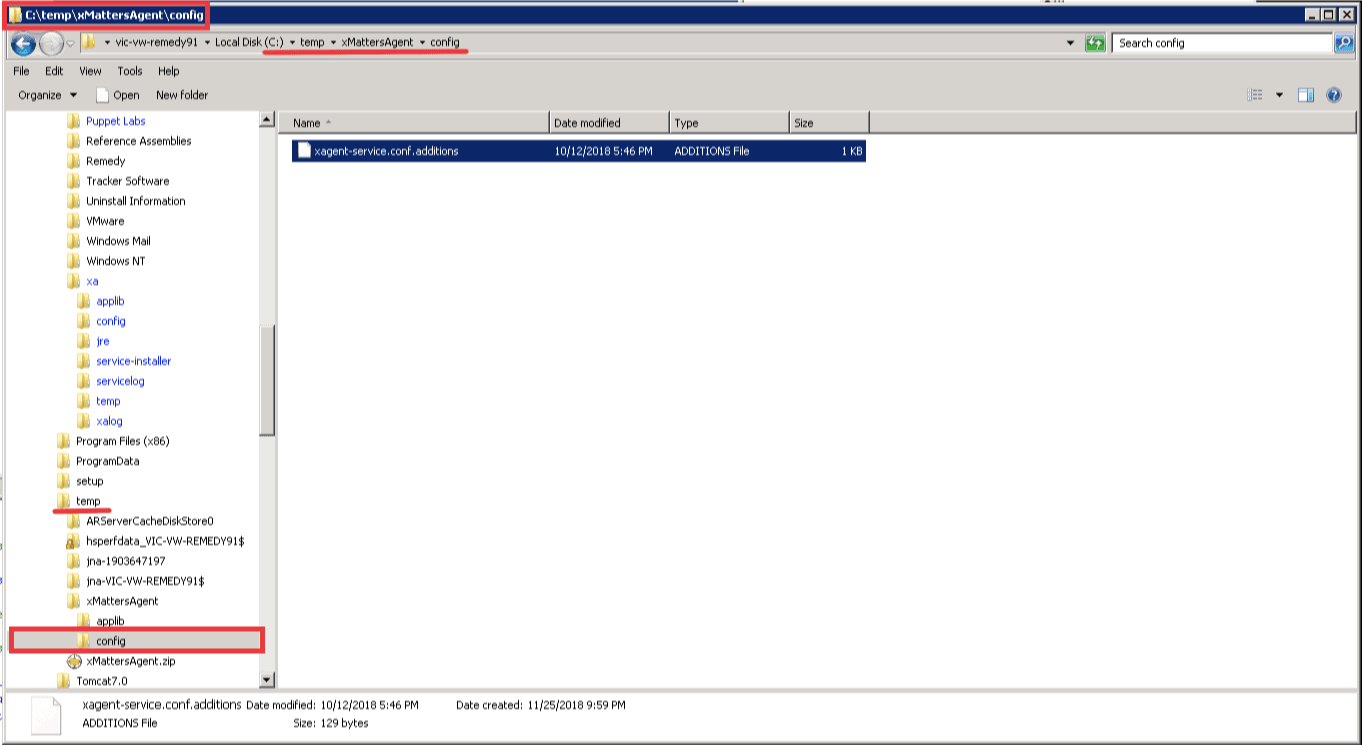 C:\temp\xMattersAgent\config
vic-vw-remedy91 Local Disk (C:) temp xMattersAgent config
Search config
File Edit View Tools Help
Organize Open New folder
Puppet Labs
Reference Assemblies
Remedy
Tracker Software
Uninstall Information
VMware
Windows Mail
Windows NT
xa
applib
config
jre
service-installer
servicelog
temp
xalog
Program Files (x86)
ProgramData
setup
temp
ARServerCacheDiskStore0
hsperfdata_VIC-VW-REMEDY91$
jna-1903647197
jna-VIC-VW-REMEDY91$
xMattersAgent
applib
config
xMattersAgent.zip
Tomcat7.0
Name Date modified Type Size
xagent-service.conf.additions 10/12/2018 5:46 PM ADDITIONS File 1 KB
xagent-service.conf.additions Date modified: 10/12/2018 5:46 PM Date created: 11/25/2018 9:59 PM
ADDITIONS File Size: 129 bytes